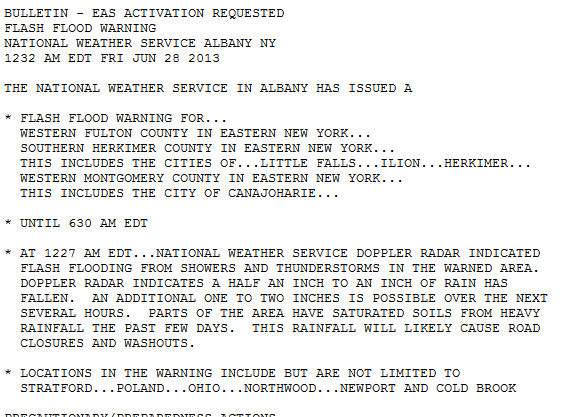 BULLETIN - EAS ACTIVATION REQUESTED
FLASH FLOOD WARNING
NATIONAL WEATHER SERVICE ALBANY NY
1232 AM EDT FRI JUN 28 2013
THE NATIONAL WEATHER SERVICE IN ALBANY HAS ISSUED A
* FLASH FLOOD WARNING FOR...
WESTERN FULTON COUNTY IN EASTERN NEW YORK...
SOUTHERN HERKIMER COUNTY IN EASTERN NEW YORK...
THIS INCLUDES THE CITIES OF...LITTLE FALLS...ILION...HERKIMER...
WESTERN MONTGOMERY COUNTY IN EASTERN NEW YORK...
THIS INCLUDES THE CITY OF CANAJOHARIE...
* UNTIL 630 AM EDT
* AT 1227 AM EDT...NATIONAL WEATHER SERVICE DOPPLER RADAR INDICATED
FLASH FLOODING FROM SHOWERS AND THUNDERSTORMS IN THE WARNED AREA.
DOPPLER RADAR INDICATES A HALF AN INCH TO AN INCH OF RAIN HAS
FALLEN.  AN ADDITIONAL ONE TO TWO INCHES IS POSSIBLE OVER THE NEXT
SEVERAL HOURS.  PARTS OF THE AREA HAVE SATURATED SOILS FROM HEAVY
RAINFALL THE PAST FEW DAYS.  THIS RAINFALL WILL LIKELY CAUSE ROAD
CLOSURES AND WASHOUTS.
* LOCATIONS IN THE WARNING INCLUDE BUT ARE NOT LIMITED TO
STRATFORD...POLAND...OHIO...NORTHWOOD...NEWPORT AND COLD BROOK
PRECAUTIONARY/PREPAREDNESS ACTIONS